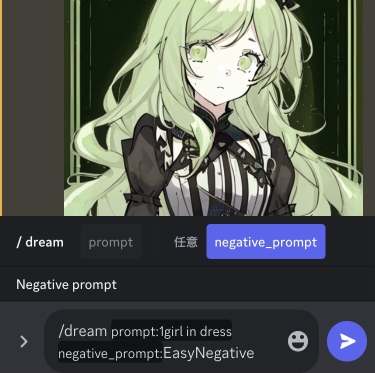 / dream prompt 任意 negative_prompt
Negative prompt
/dream prompt:1girl in dress
negative_prompt:EasyNegative